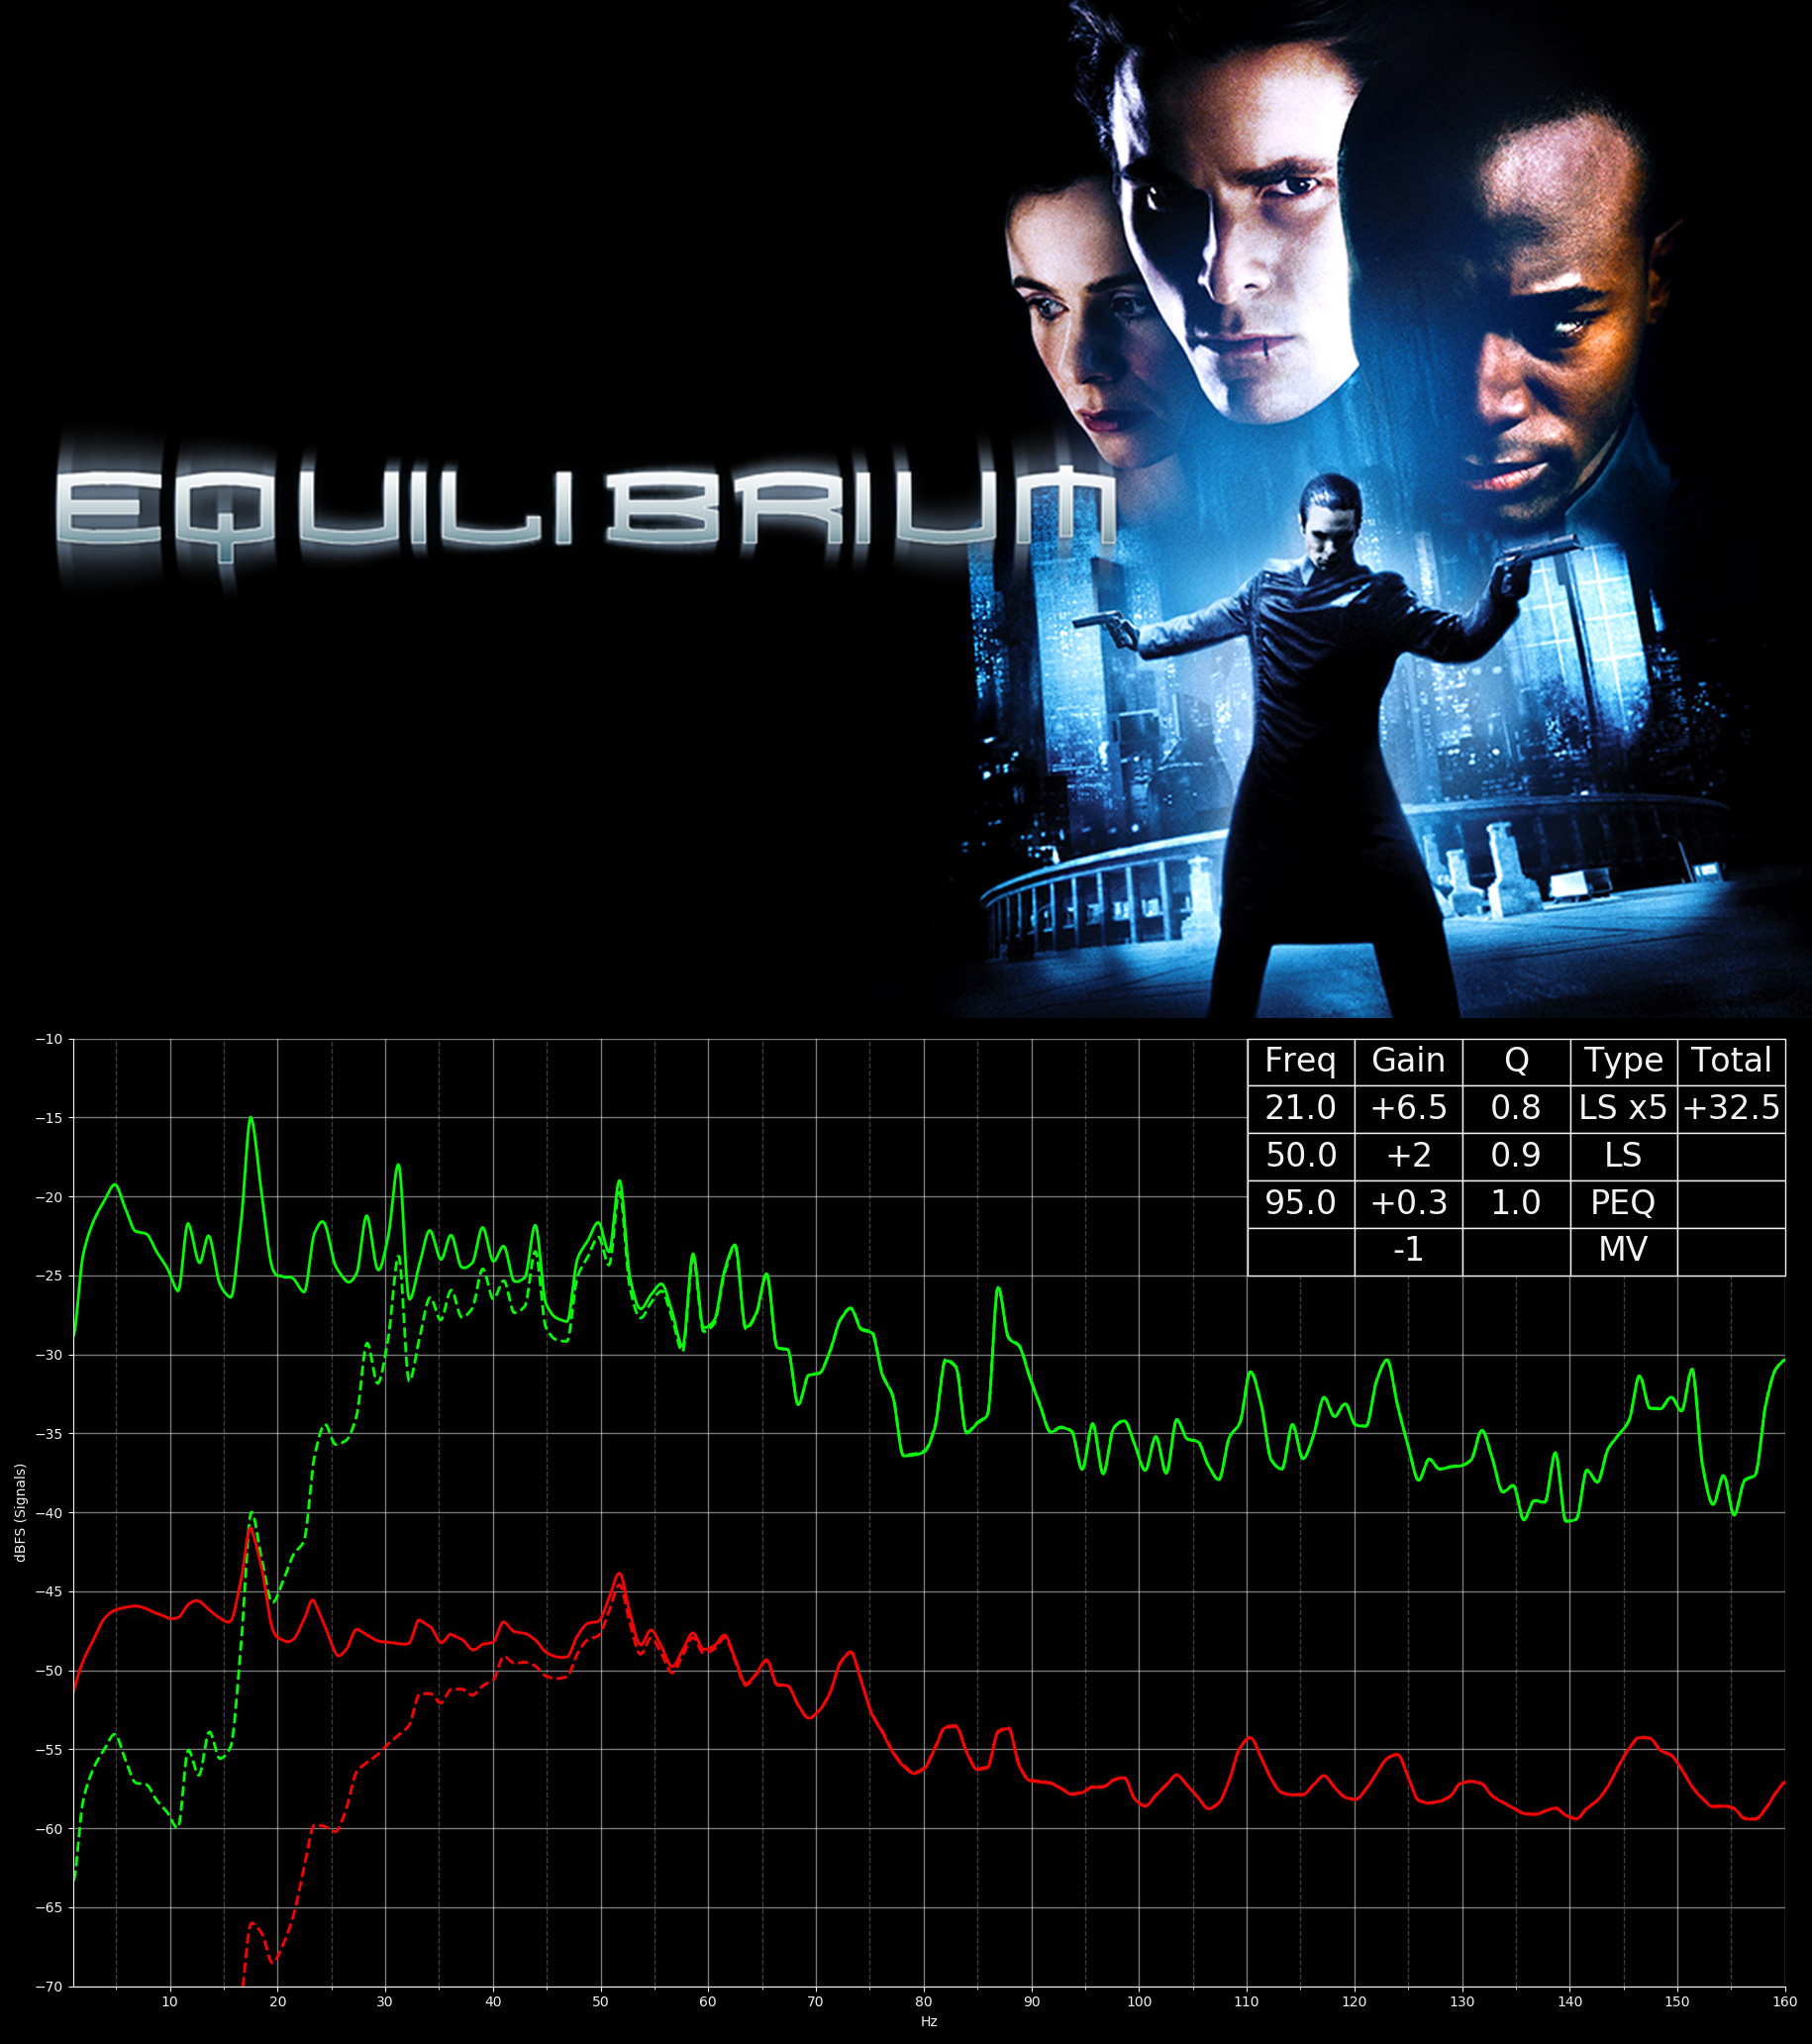 EQUILIBRIUM
Freq Gain Q Type Total
21.0 +6.5 0.8 LS x5 +32.5
50.0 +2 0.9 LS
95.0 +0.3 1.0 PEQ
-1 MV
−10
−15
−20
−25
−30
−35
−40
−45
−50
−55
−60
−65
−70
dBFS (Signals)
10 20 30 40 50 60 70 80 90 100 110 120 130 140 150 160
Hz